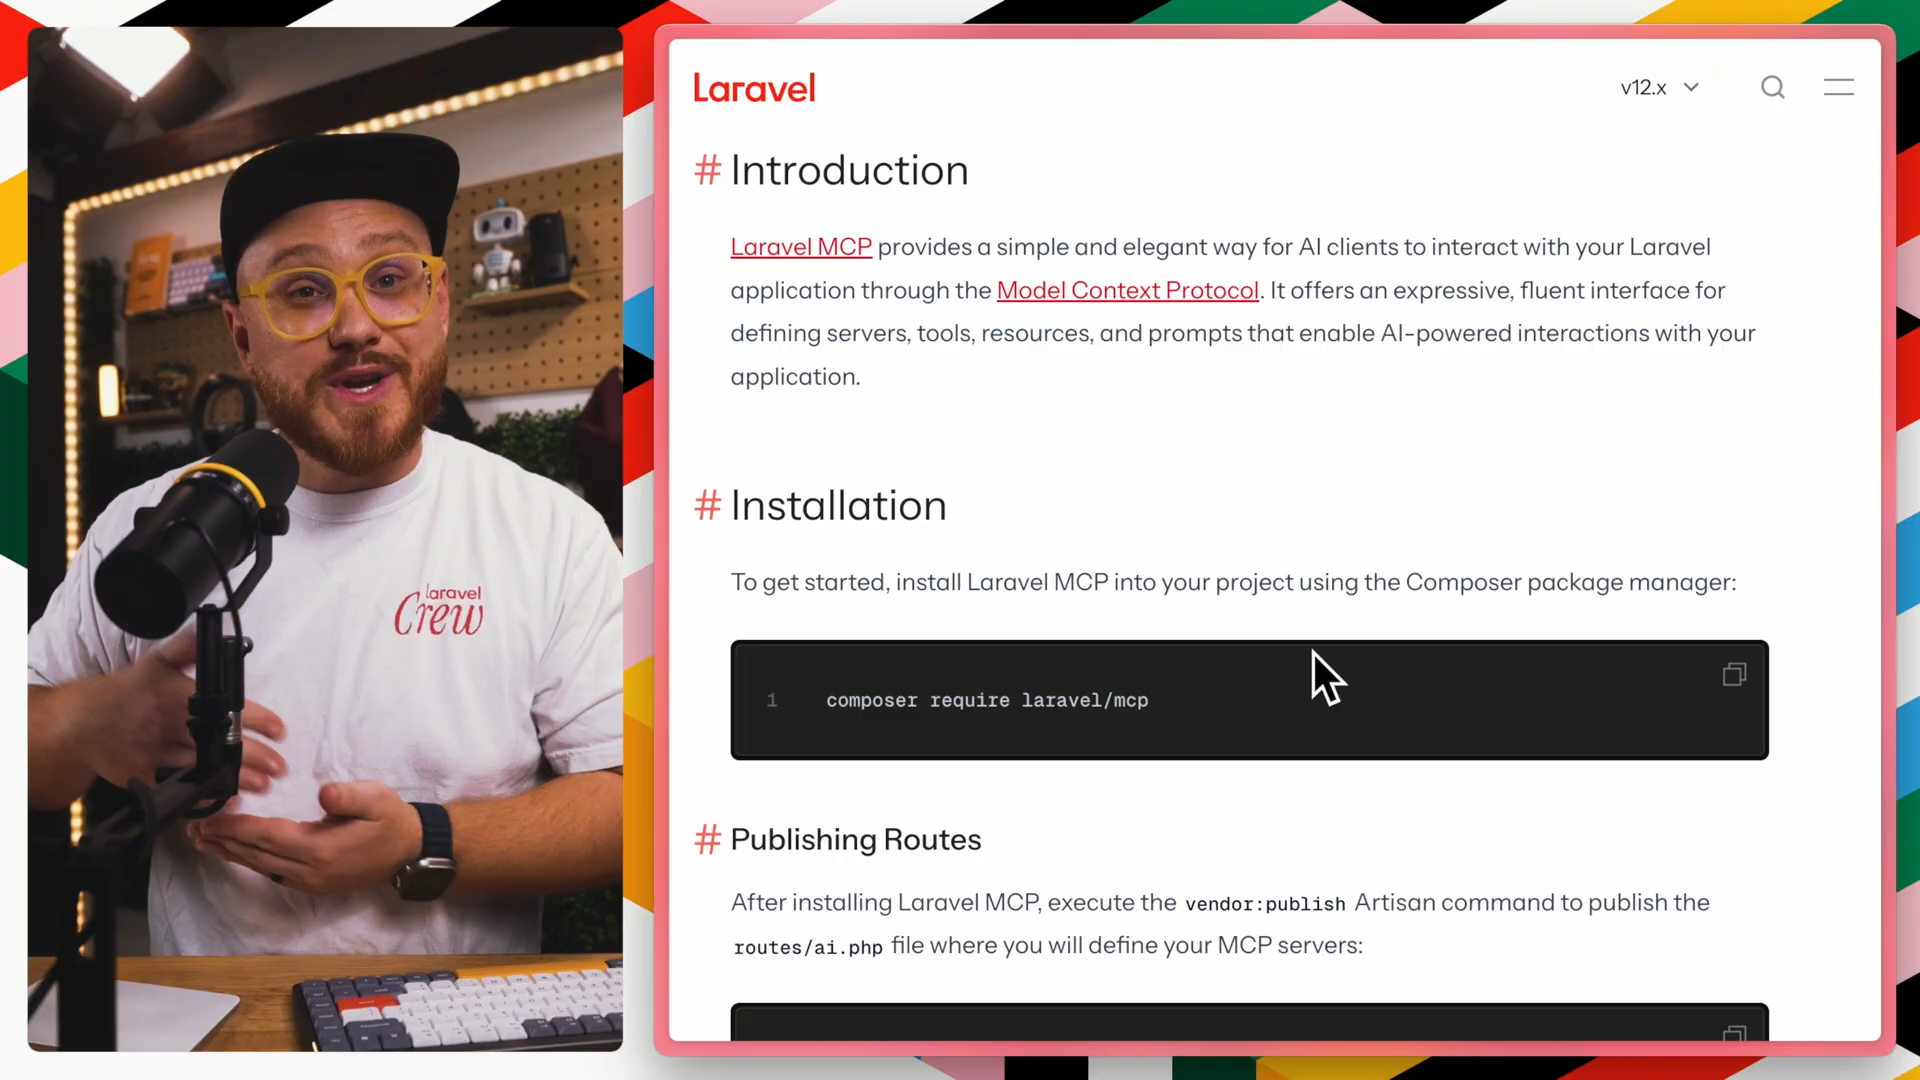 laravel
Crew
Laravel
v12.x
# Introduction
Laravel MCP provides a simple and elegant way for AI clients to interact with your Laravel
application through the Model Context Protocol. It offers an expressive, fluent interface for
defining servers, tools, resources, and prompts that enable AI-powered interactions with your
application.
# Installation
To get started, install Laravel MCP into your project using the Composer package manager:
1 composer require laravel/mcp
# Publishing Routes
After installing Laravel MCP, execute the vendor:publish Artisan command to publish the
routes/ai.php file where you will define your MCP servers: